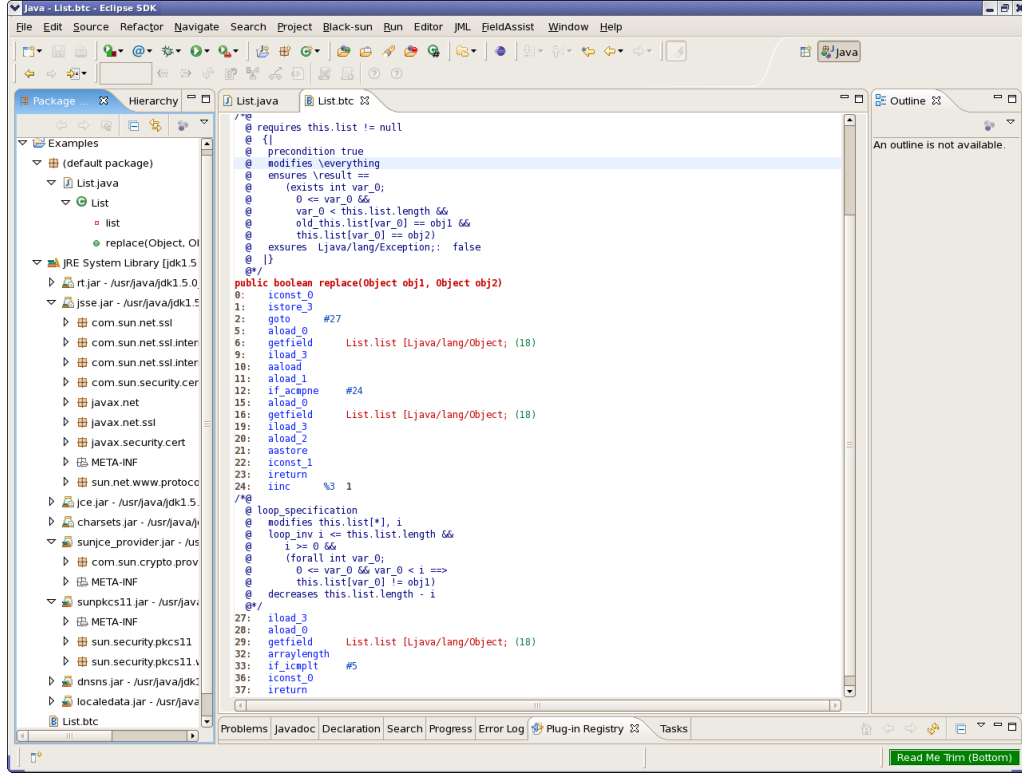 Java - List.btc - Eclipse SDK
File Edit Source Refactor Navigate Search Project Black-sun Run Editor JML FieldAssist Window Help
Java
Package ...
Hierarchy
Examples
(default package)
List.java
List
list
replace(Object, Ol
JRE System Library [jdk1.5
rt.jar - /usr/java/jdk1.5.0
jsse.jar - /usr/java/jdk1.5
com.sun.net.ssl
com.sun.net.ssl.inter
com.sun.net.ssl.inter
com.sun.security.cer
javax.net
javax.net.ssl
javax.security.cert
META-INF
sun.net.www.protoco
jce.jar - /usr/java/jdk1.5.
charsets.jar - /usr/java/j
sunjce_provider.jar - /us
com.sun.crypto.prov
META-INF
sunpkcs11.jar - /usr/java
META-INF
sun.security.pkcs11
sun.security.pkcs11.
dnsns.jar - /usr/java/jdk
localedata.jar - /usr/java
List.btc
List.java
List.btc
/*@
@ requires this.list != null
@ {|
@ precondition true
@ modifies \everything
@ ensures \result ==
@ (exists int var_0;
@ 0 <= var_0 &&
@ var_0 < this.list.length &&
@ old_this.list[var_0] == obj1 &&
@ this.list[var_0] == obj2)
@ exsures Ljava/lang/Exception;: false
@ |}
@*/
public boolean replace(Object obj1, Object obj2)
0: iconst_0
1: istore_3
2: goto #27
5: aload_0
6: getfield List.list [Ljava/lang/Object; (18)
9: iload_3
10: aaload
11: aload_1
12: if_acmpne #24
15: aload_0
16: getfield List.list [Ljava/lang/Object; (18)
19: iload_3
20: aload_2
21: aastore
22: iconst_1
23: ireturn
24: iinc %3 1
/*@
@ loop_specification
@ modifies this.list[*], i
@ loop_inv i <= this.list.length &&
@ i >= 0 &&
@ (forall int var_0;
@ 0 <= var_0 && var_0 < i ==>
@ this.list[var_0] != obj1)
@ decreases this.list.length - i
@*/
27: iload_3
28: aload_0
29: getfield List.list [Ljava/lang/Object; (18)
32: arraylength
33: if_icmplt #5
36: iconst_0
37: ireturn
Outline
An outline is not available.
Problems Javadoc Declaration Search Progress Error Log Plug-in Registry Tasks
Read Me Trim (Bottom)